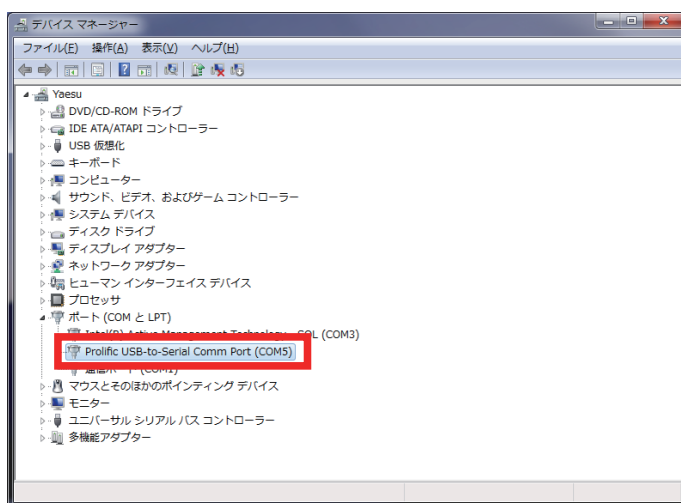 デバイス マネージャー
ファイル(F) 操作(A) 表示(V) ヘルプ(H)
Yaesu
DVD/CD-ROM ドライブ
IDE ATA/ATAPI コントローラー
USB 仮想化
キーボード
コンピューター
サウンド、ビデオ、およびゲーム コントローラー
システム デバイス
ディスク ドライブ
ディスプレイ アダプター
ネットワーク アダプター
ヒューマン インターフェイス デバイス
プロセッサ
ポート (COM と LPT)
Intel(R) Active Management Technology - SOL (COM3)
Prolific USB-to-Serial Comm Port (COM5)
通信ポート (COM1)
マウスとそのほかのポインティング デバイス
モニター
ユニバーサル シリアル バス コントローラー
多機能アダプター